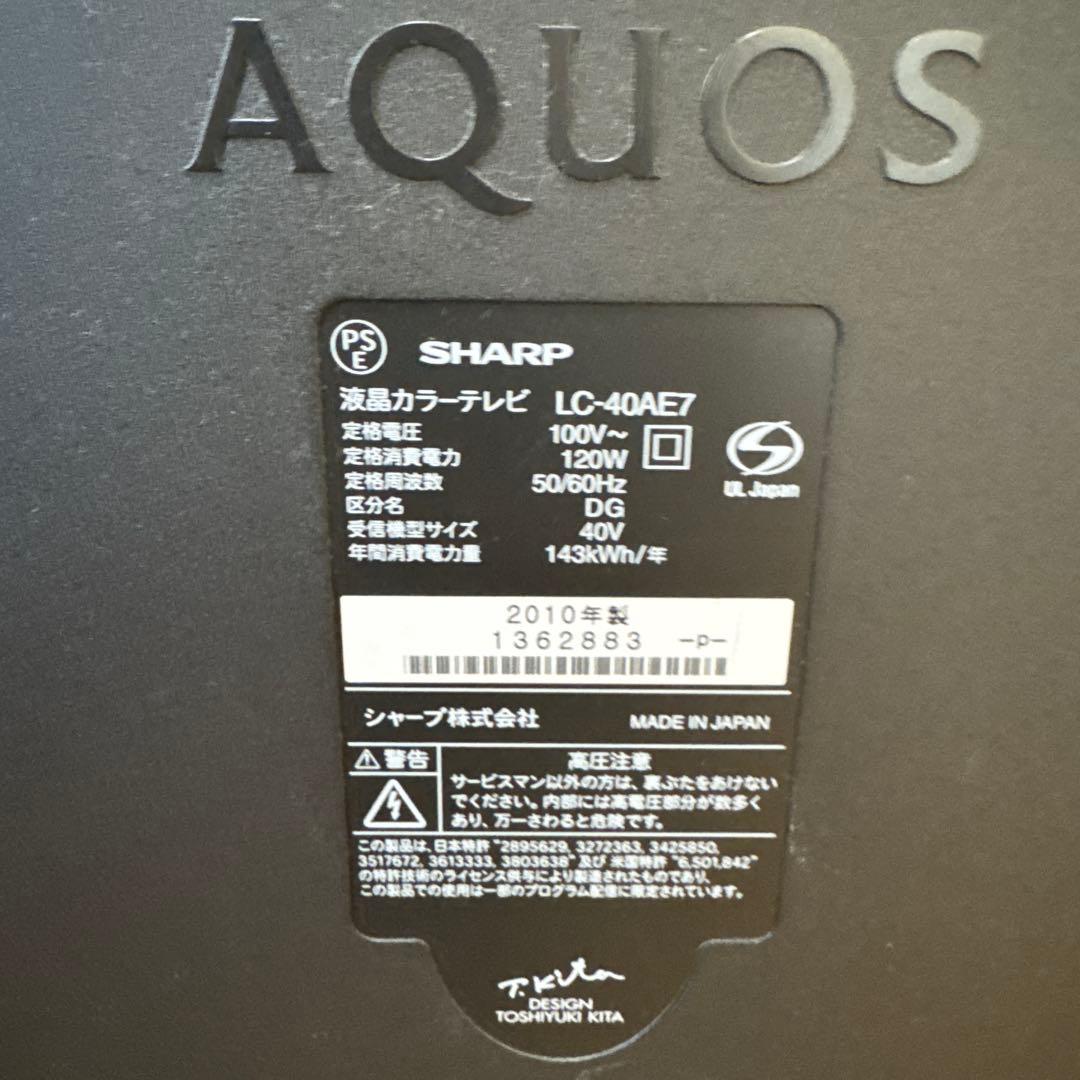 AQUOS
PS E
SHARP
液晶カラーテレビ LC-40AE7
定格電圧 100V~
定格消費電力 120W
定格周波数 50/60Hz
区分名 DG
受信機型サイズ 40V
年間消費電力量 143kWh/年
UL Japan
2010年製
1362883 -p-
シャープ株式会社 MADE IN JAPAN
⚠警告 高圧注意
サービスマン以外の方は、裏ぶたをあけない
でください。内部には高電圧部分が数多く
あり、万一さわると危険です。
この製品は、日本特許 "2895629, 3272363, 3425850,
3517672, 3613333, 3803638" 及び 米国特許 "6,501,842"
の特許技術のライセンス供与により製造されたものであり、
この製品での使用は一部のプログラム配信に限定されています。
T. Kita
DESIGN
TOSHIYUKI KITA